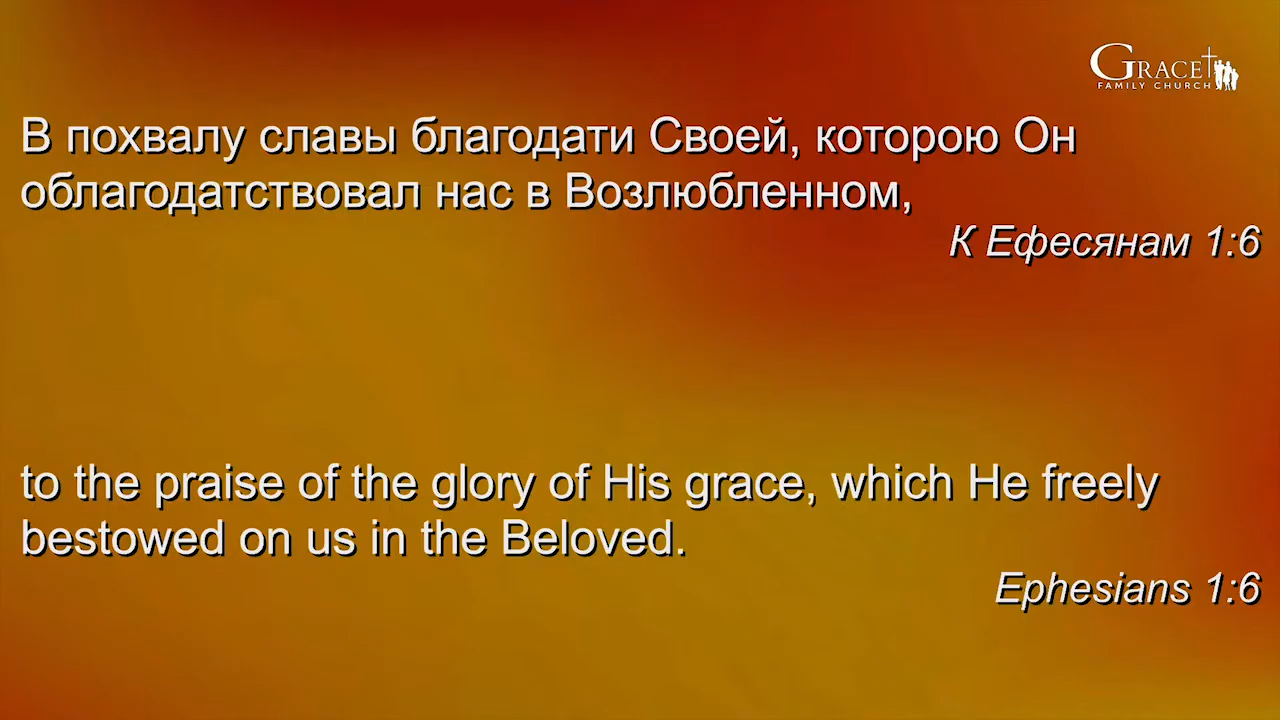 GRACE
FAMILY CHURCH
В похвалу славы благодати Своей, которою Он
облагодатствовал нас в Возлюбленном,
К Ефесянам 1:6
to the praise of the glory of His grace, which He freely
bestowed on us in the Beloved.
Ephesians 1:6